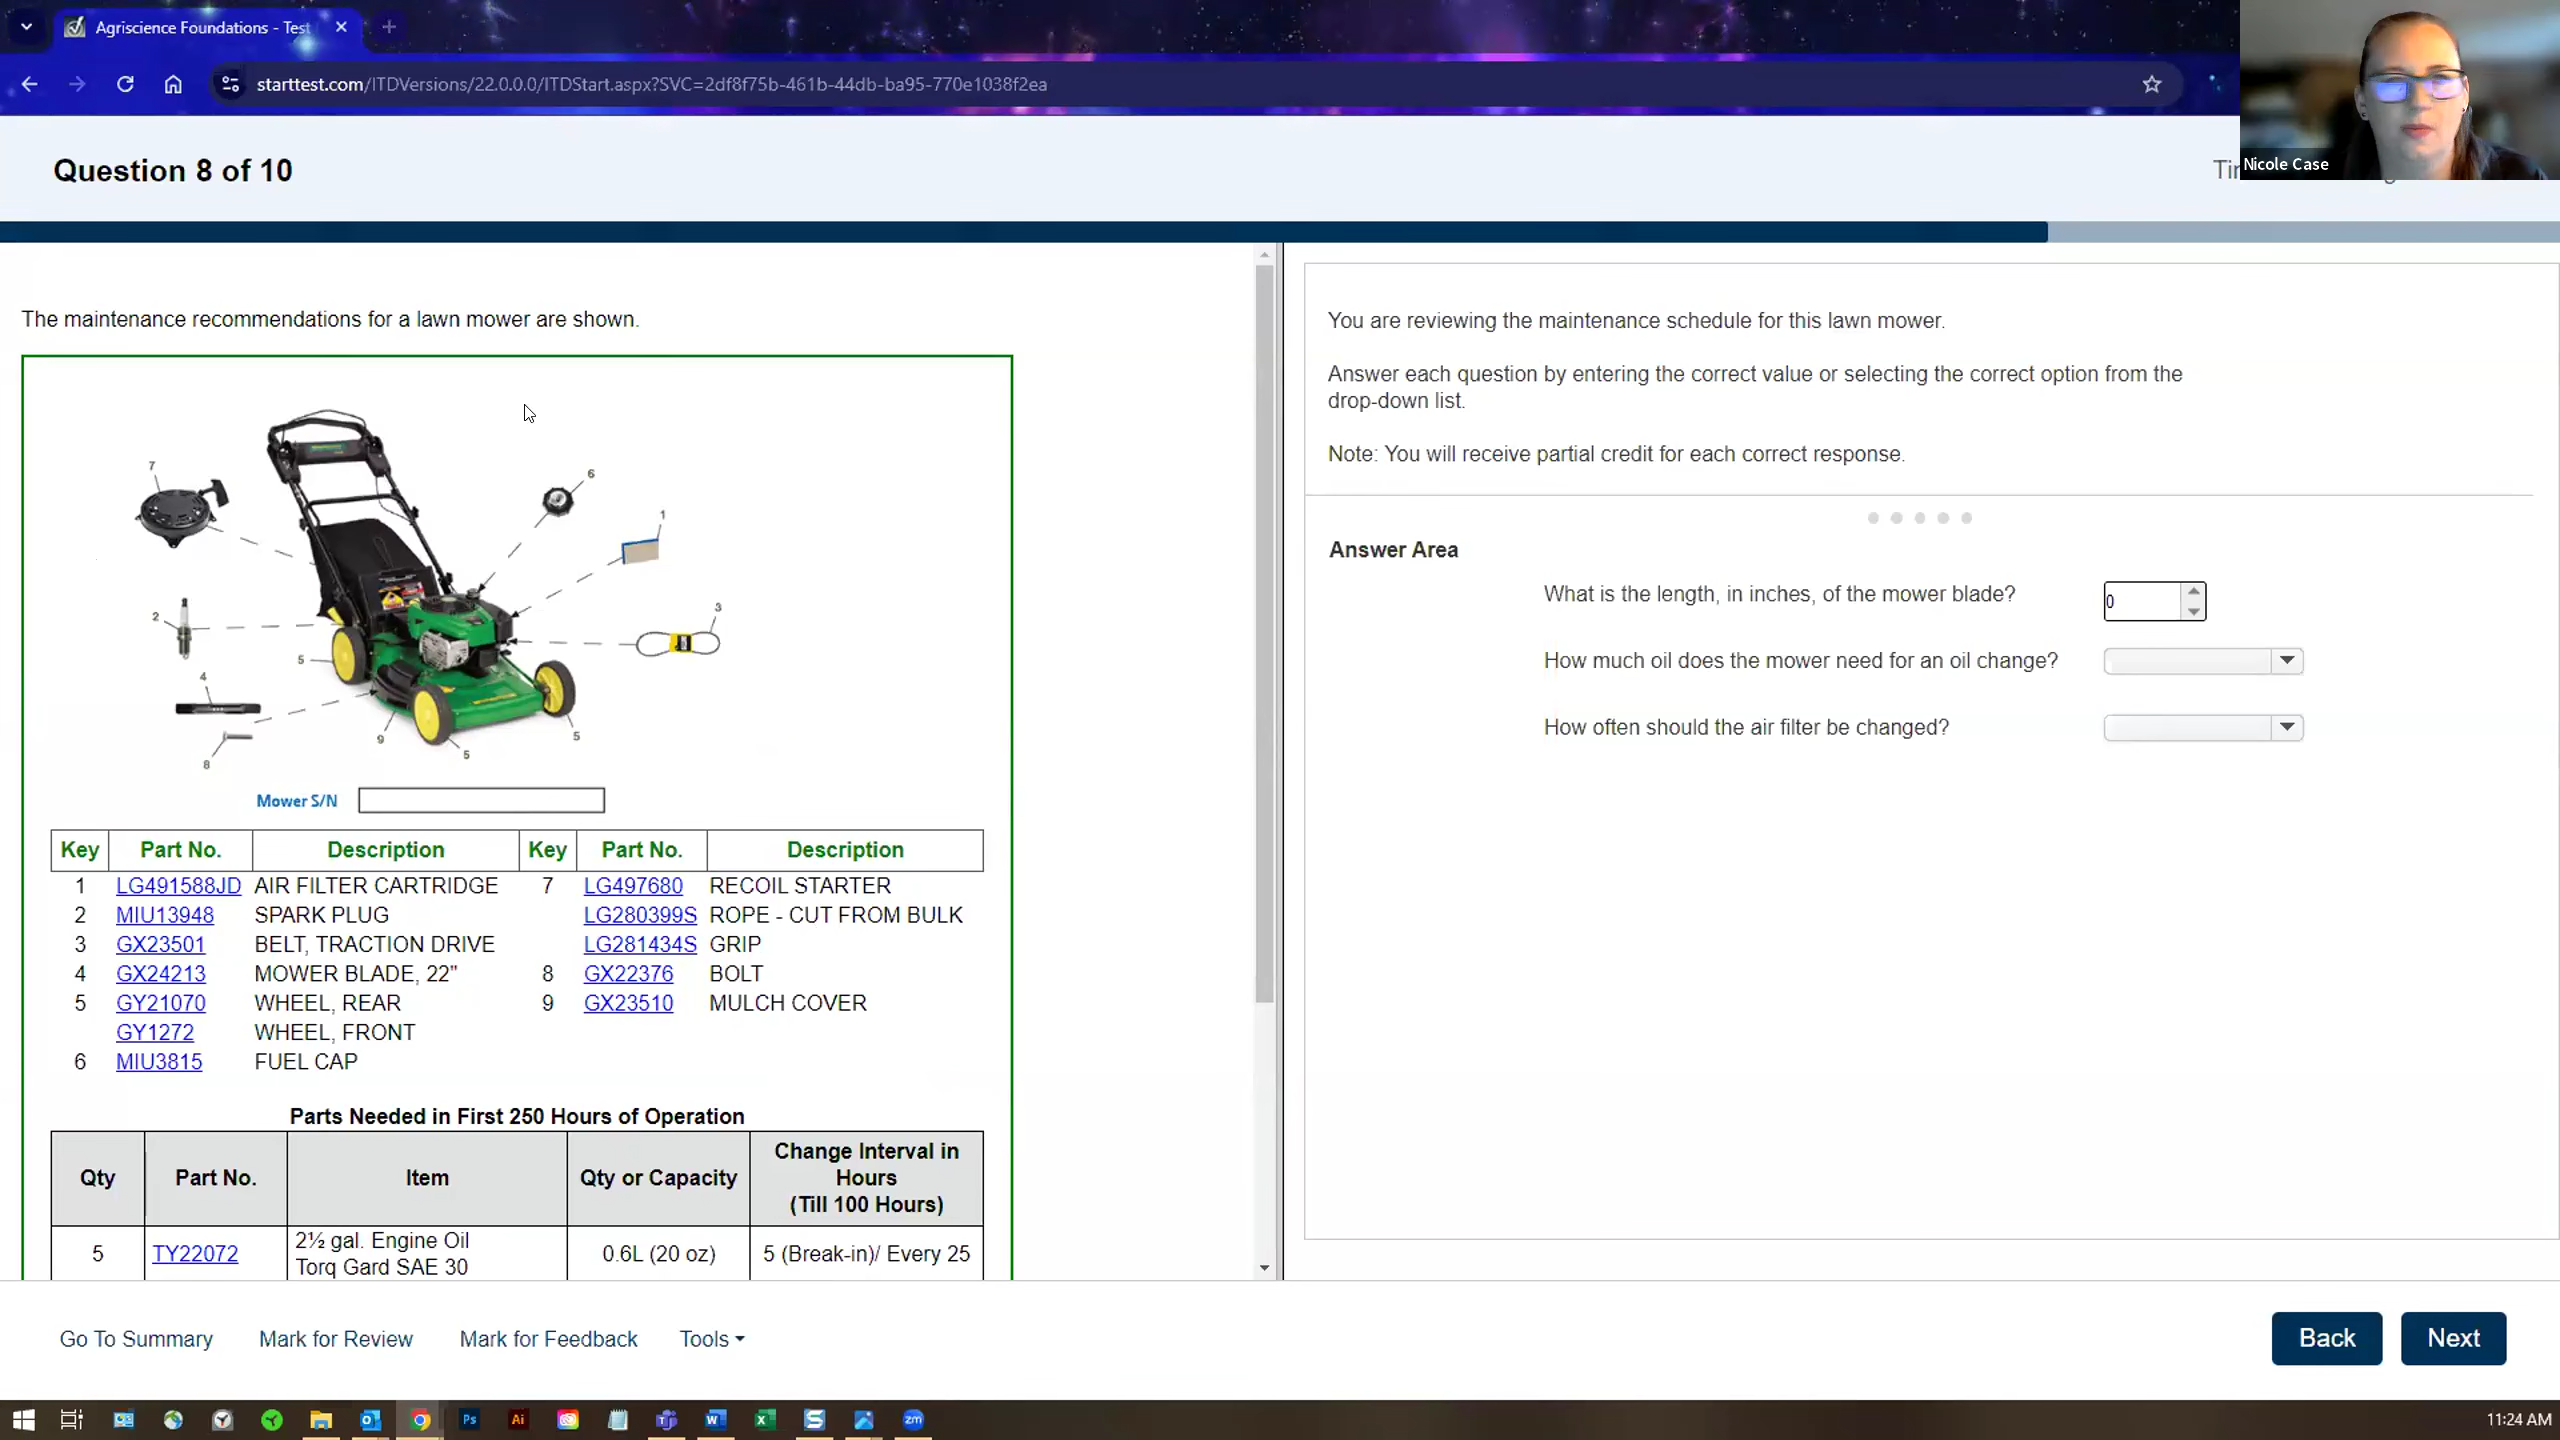 Agriscience Foundations - Test
starttest.com/ITDVersions/22.0.0.0/ITDStart.aspx?SVC=2df8f75b-461b-44db-ba95-770e1038f2ea
Nicole Case
Question 8 of 10
The maintenance recommendations for a lawn mower are shown.
7
6
1
2
3
5
4
9
5
5
8
Mower S/N
Key Part No. Description Key Part No. Description
1 LG491588JD AIR FILTER CARTRIDGE 7 LG497680 RECOIL STARTER
2 MIU13948 SPARK PLUG LG280399S ROPE - CUT FROM BULK
3 GX23501 BELT, TRACTION DRIVE LG281434S GRIP
4 GX24213 MOWER BLADE, 22" 8 GX22376 BOLT
5 GY21070 WHEEL, REAR 9 GX23510 MULCH COVER
GY1272 WHEEL, FRONT
6 MIU3815 FUEL CAP
Parts Needed in First 250 Hours of Operation
Qty Part No. Item Qty or Capacity Change Interval in
Hours
(Till 100 Hours)
5 TY22072 2½ gal. Engine Oil
Torq Gard SAE 30 0.6L (20 oz) 5 (Break-in)/ Every 25
You are reviewing the maintenance schedule for this lawn mower.
Answer each question by entering the correct value or selecting the correct option from the
drop-down list.
Note: You will receive partial credit for each correct response.
Answer Area
What is the length, in inches, of the mower blade? 0
How much oil does the mower need for an oil change?
How often should the air filter be changed?
Go To Summary Mark for Review Mark for Feedback Tools Back Next
Ps Ai zm
11:24 AM